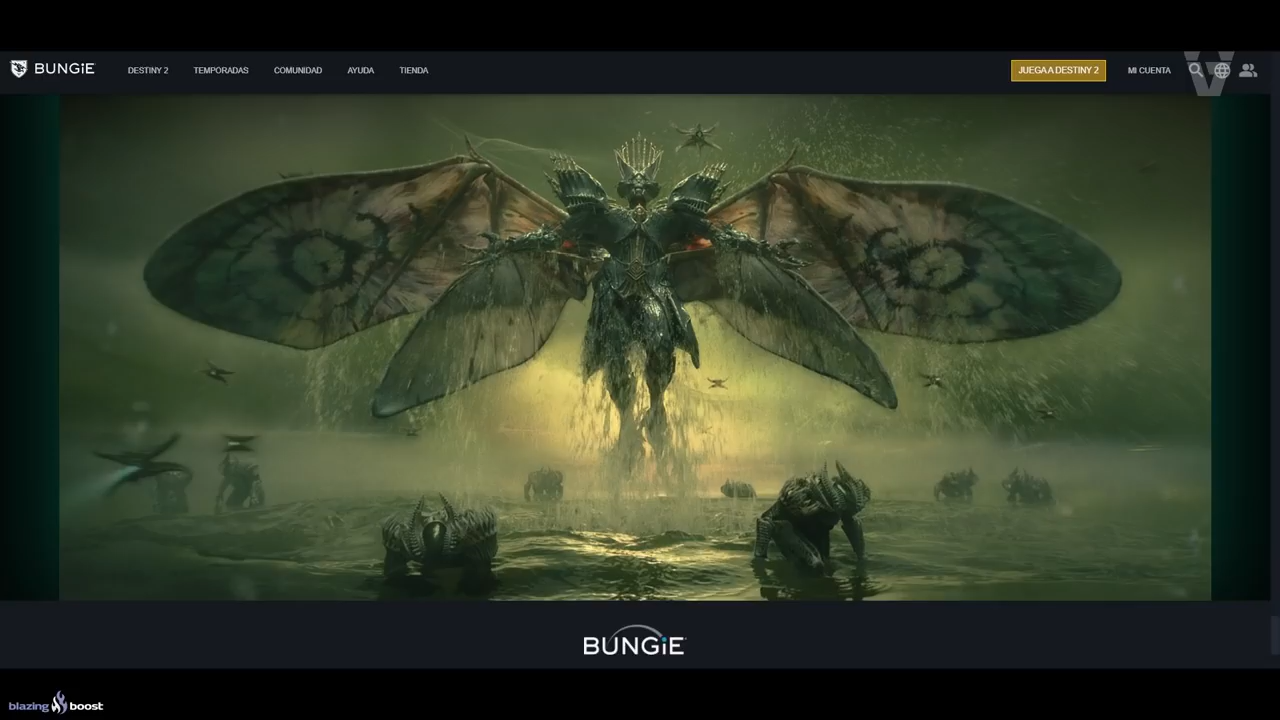 BUNGiE
DESTINY 2 TEMPORADAS COMUNIDAD AYUDA TIENDA
JUEGA A DESTINY 2 MI CUENTA
W
BUNGiE
blazing boost